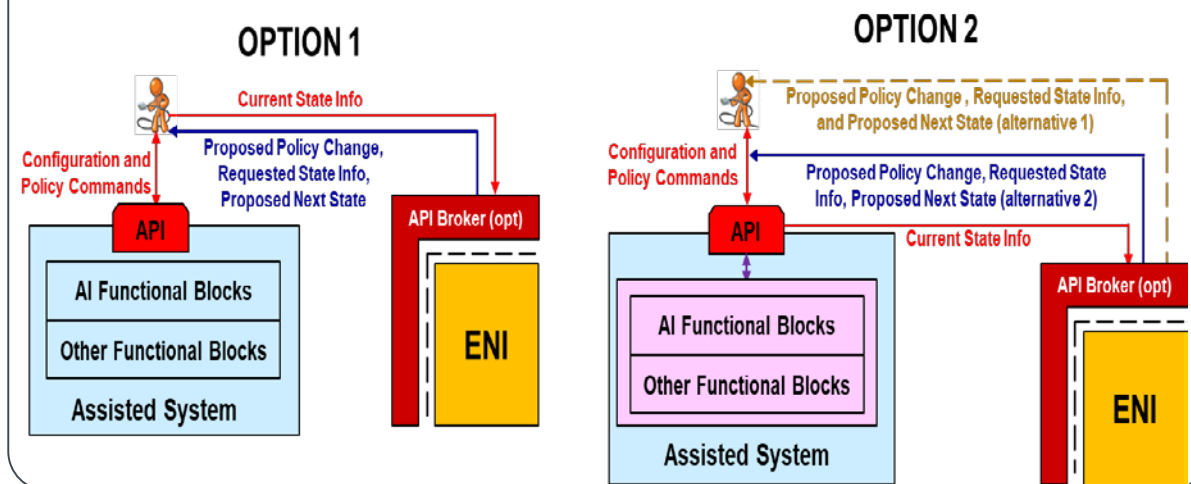 OPTION 1
Current State Info
Configuration and
Policy Commands
Proposed Policy Change,
Requested State Info,
Proposed Next State
API
API Broker (opt)
AI Functional Blocks
Other Functional Blocks
Assisted System
ENI
OPTION 2
Proposed Policy Change , Requested State Info,
and Proposed Next State (alternative 1)
Configuration and
Policy Commands
Proposed Policy Change, Requested State
Info, Proposed Next State (alternative 2)
API
Current State Info
API Broker (opt)
AI Functional Blocks
Other Functional Blocks
Assisted System
ENI